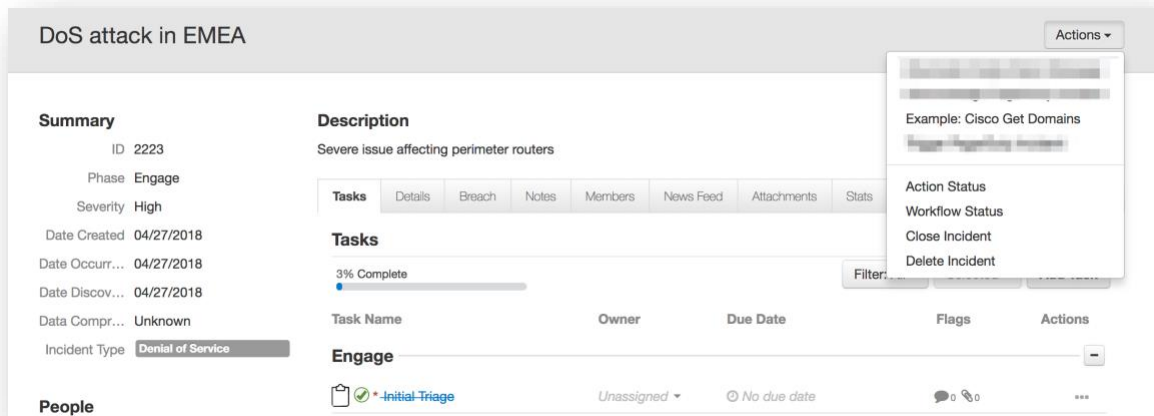 DoS attack in EMEA
Actions
Example: Cisco Get Domains
Action Status
Workflow Status
Close Incident
Delete Incident
Summary
ID 2223
Phase Engage
Severity High
Date Created 04/27/2018
Date Occurr... 04/27/2018
Date Discov... 04/27/2018
Data Compr... Unknown
Incident Type Denial of Service
People
Description
Severe issue affecting perimeter routers
Tasks Details Breach Notes Members News Feed Attachments Stats
Tasks
3% Complete
Filter:
Task Name Owner Due Date Flags Actions
Engage
* Initial Triage Unassigned No due date 0 0